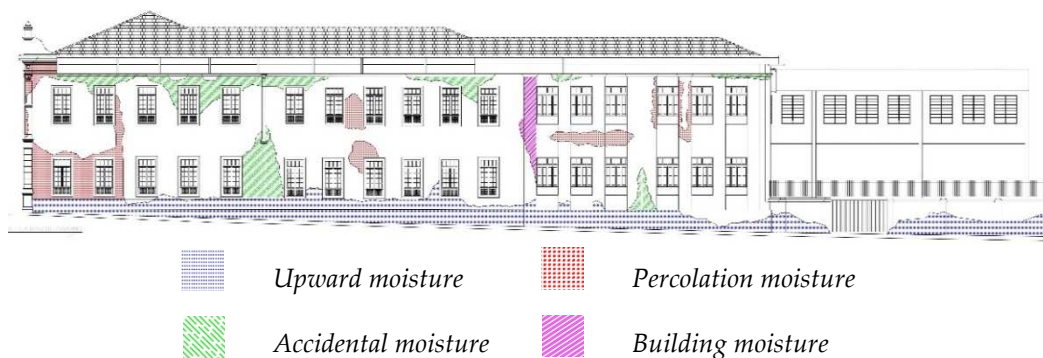 Upward moisture
Percolation moisture
Accidental moisture
Building moisture